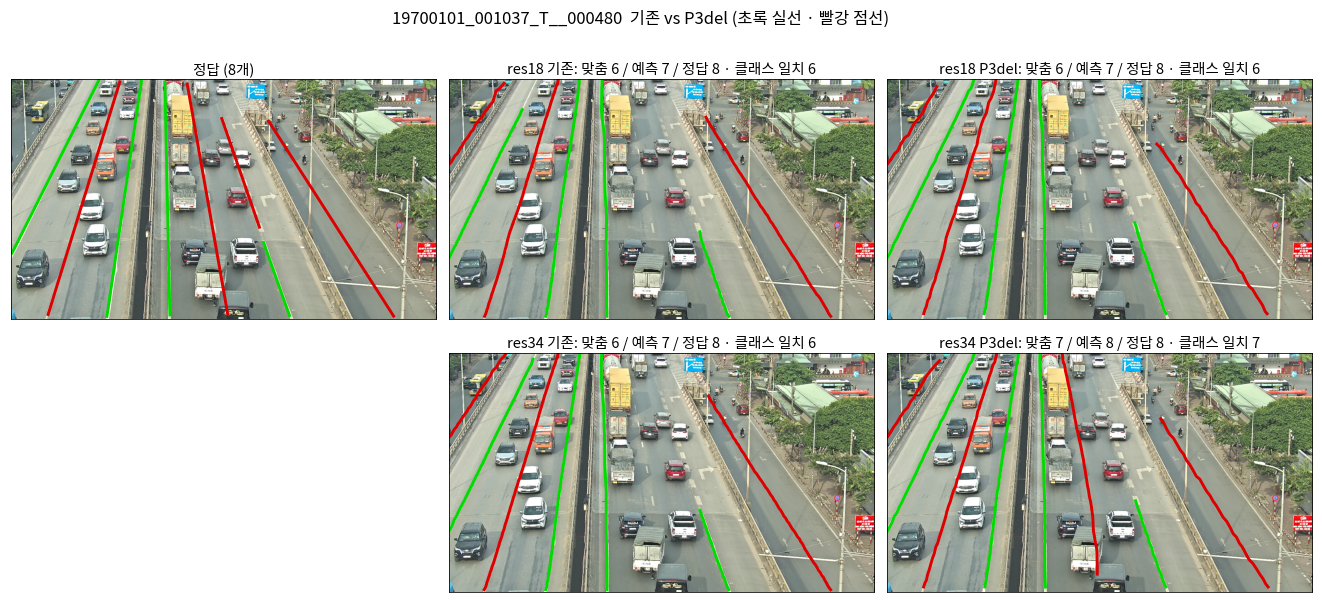 19700101_001037_T__000480 기존 vs P3del (초록 실선 · 빨강 점선)
정답 (8개)
res18 기존: 맞춤 6 / 예측 7 / 정답 8 · 클래스 일치 6
res18 P3del: 맞춤 6 / 예측 7 / 정답 8 · 클래스 일치 6
res34 기존: 맞춤 6 / 예측 7 / 정답 8 · 클래스 일치 6
res34 P3del: 맞춤 7 / 예측 8 / 정답 8 · 클래스 일치 7